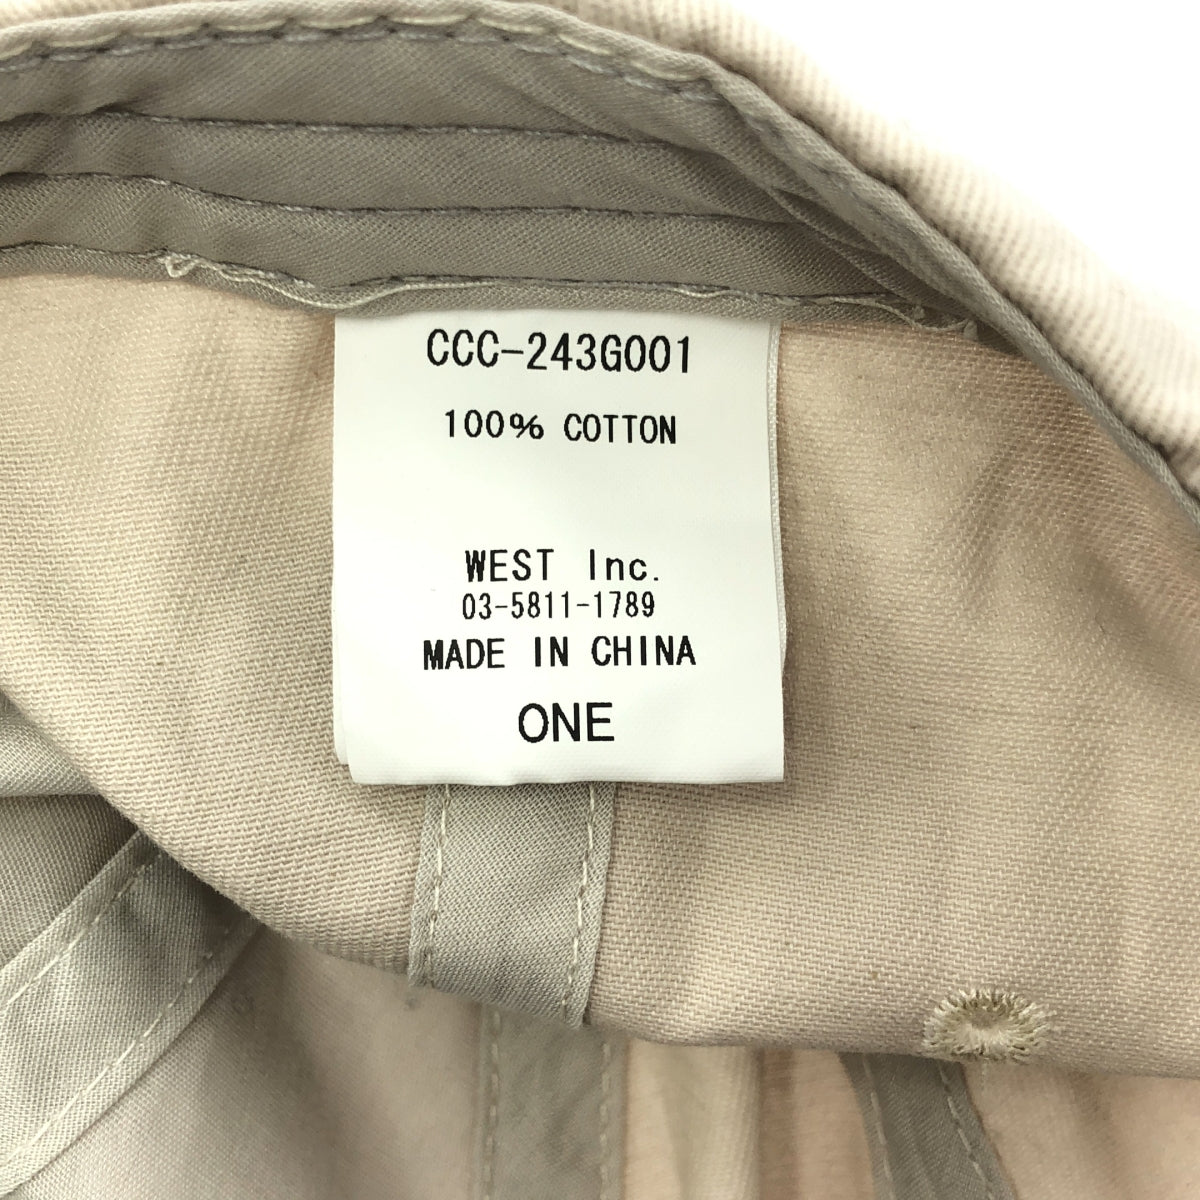 CCC-243G001
100% COTTON
WEST Inc.
03-5811-1789
MADE IN CHINA
ONE